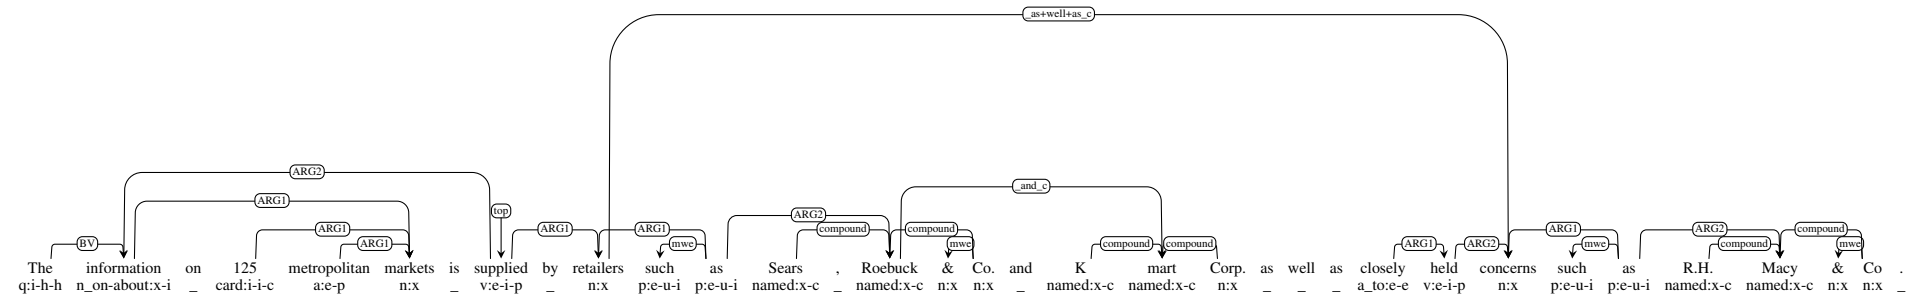 _as+well+as_c
ARG2
_and_c
ARG1
top
ARG2
ARG1 ARG1 ARG1 compound compound ARG1 ARG2 compound
BV ARG1 mwe mwe compound compound ARG1 ARG2 mwe compound mwe
The information on 125 metropolitan markets is supplied by retailers such as Sears , Roebuck & Co. and K mart Corp. as well as closely held concerns such as R.H. Macy & Co .
q:i-h-h n_on-about:x-i _ card:i-i-c a:e-p n:x _ v:e-i-p _ n:x p:e-u-i p:e-u-i named:x-c _ named:x-c n:x n:x _ named:x-c named:x-c n:x _ _ _ a_to:e-e v:e-i-p n:x p:e-u-i p:e-u-i named:x-c named:x-c n:x n:x _